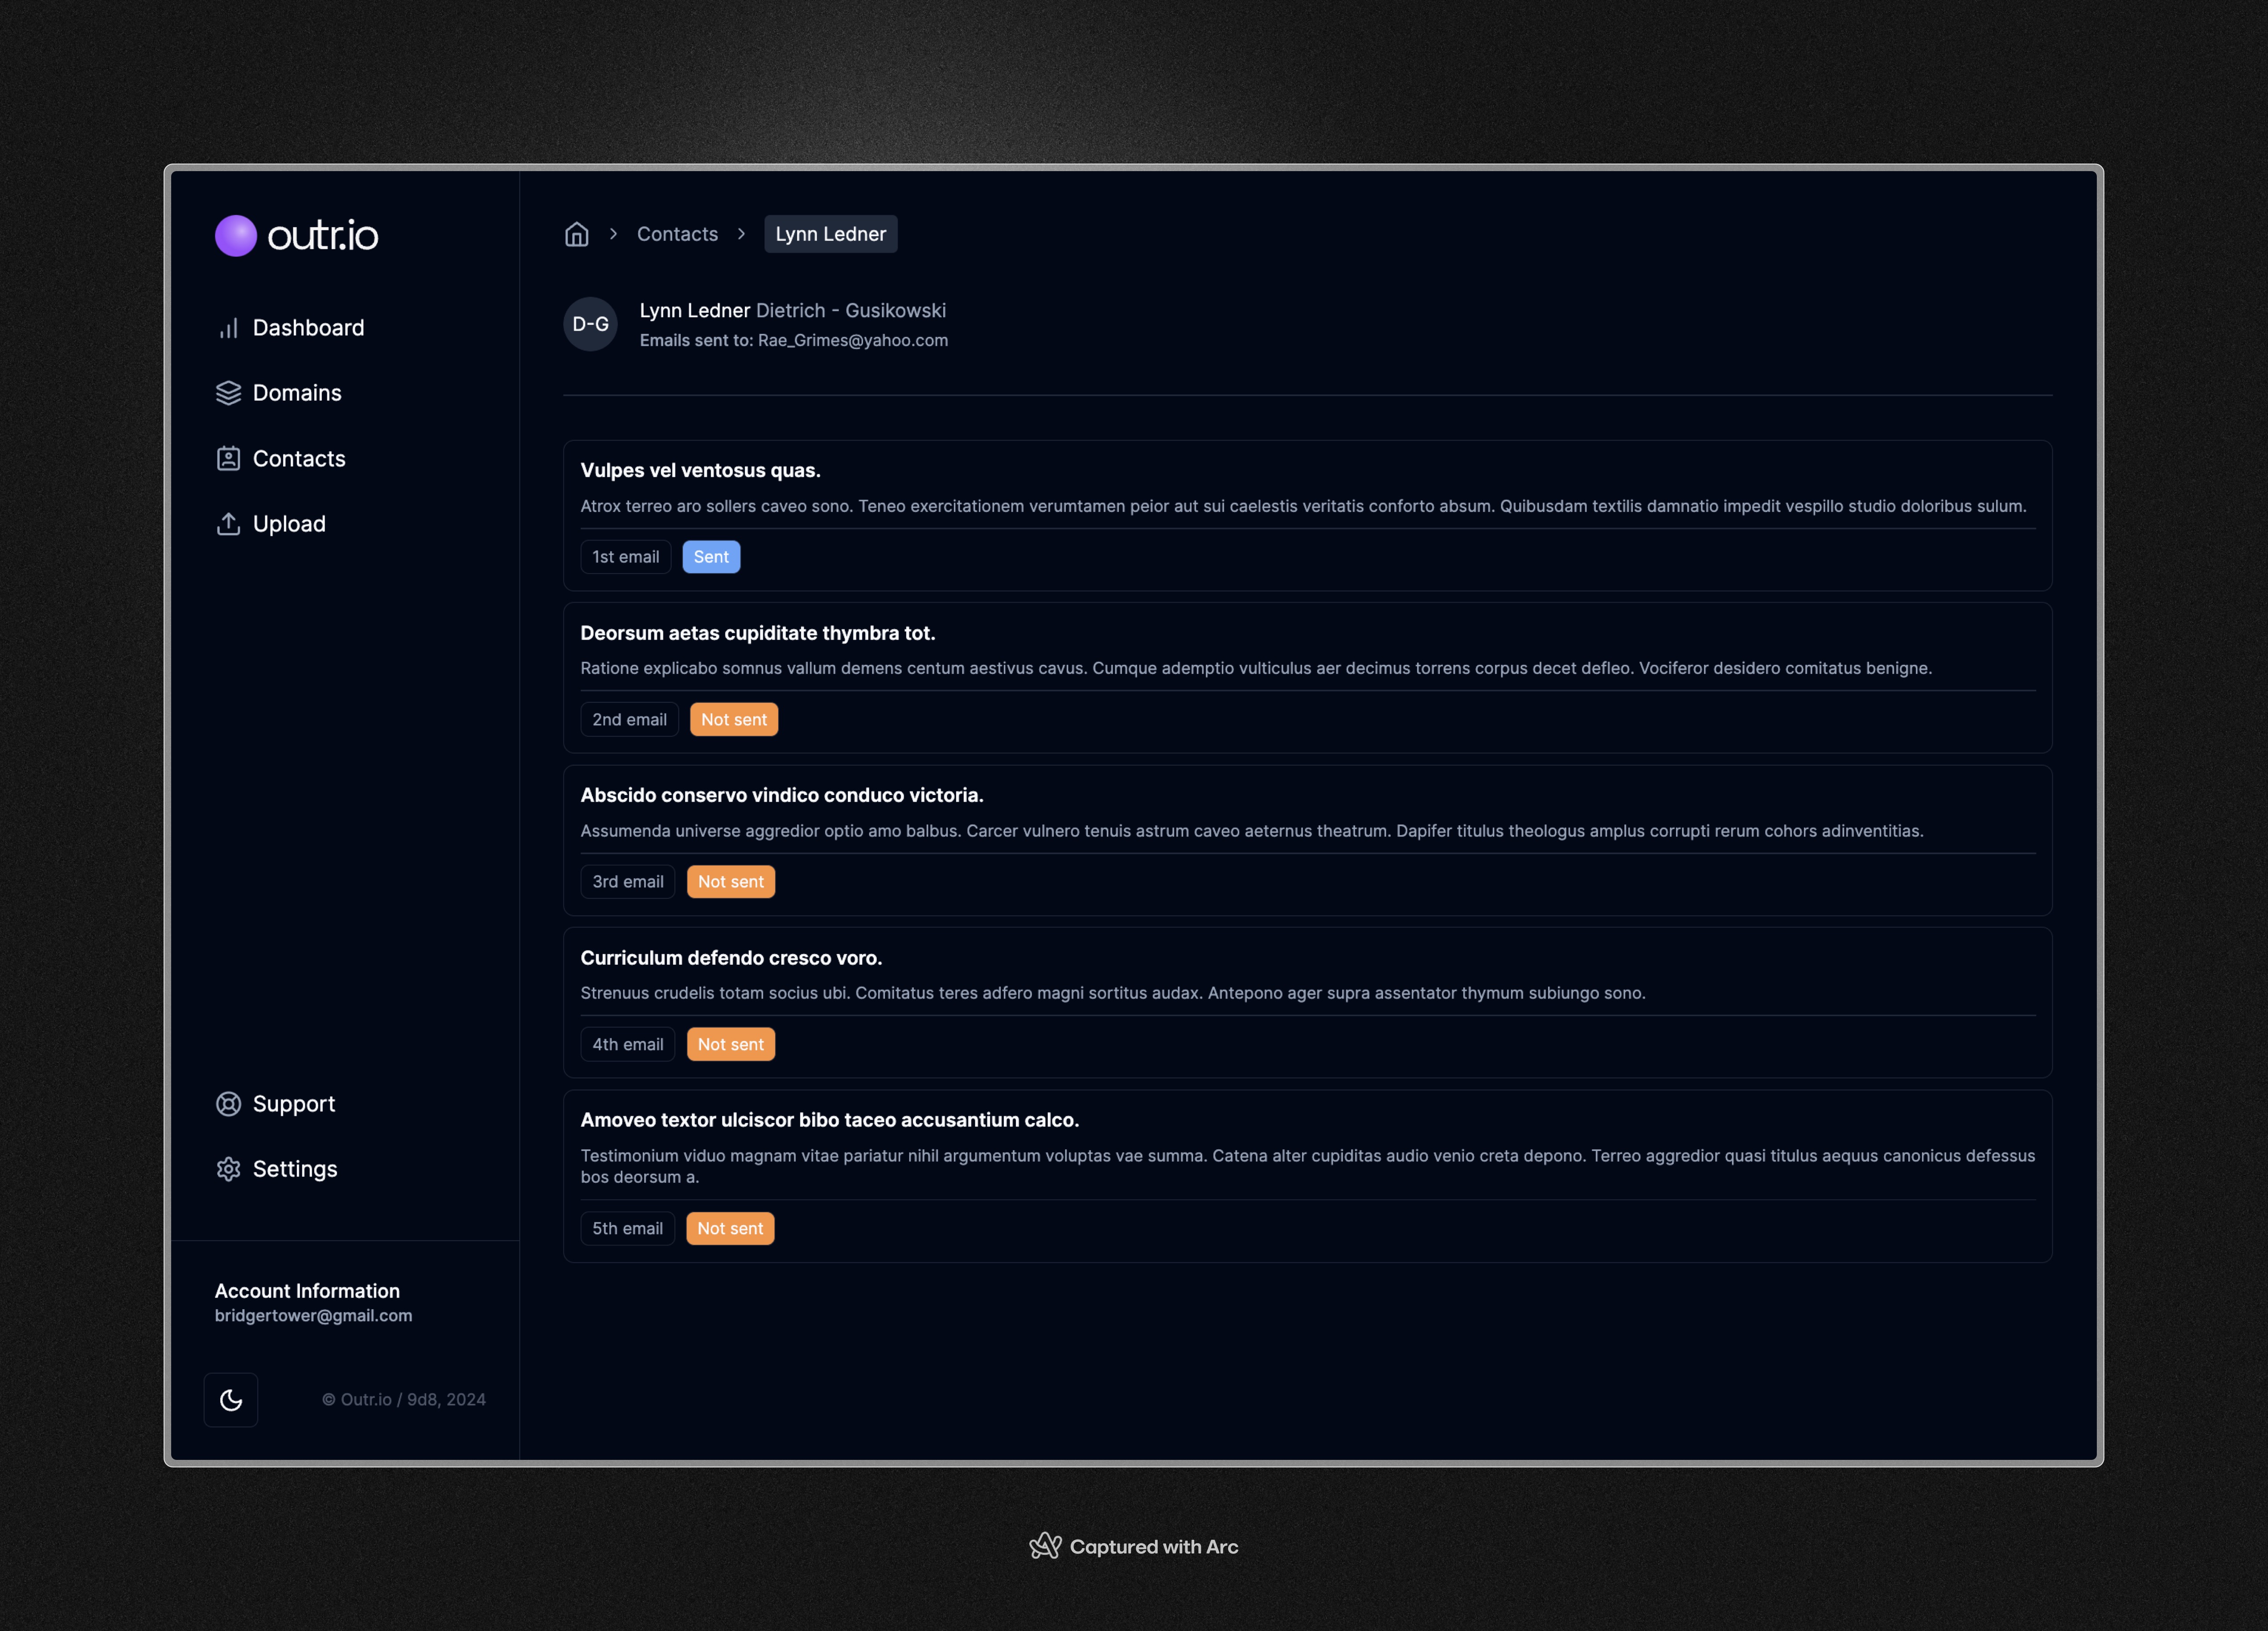 outr.io
Dashboard
Domains
Contacts
Upload
Support
Settings
Account Information
bridgertower@gmail.com
© Outr.io / 9d8, 2024
Contacts
Lynn Ledner
D-G
Lynn Ledner Dietrich - Gusikowski
Emails sent to: Rae_Grimes@yahoo.com
Vulpes vel ventosus quas.
Atrox terreo aro sollers caveo sono. Teneo exercitationem verumtamen peior aut sui caelestis veritatis conforto absum. Quibusdam textilis damnatio impedit vespillo studio doloribus sulum.
1st email Sent
Deorsum aetas cupiditate thymbra tot.
Ratione explicabo somnus vallum demens centum aestivus cavus. Cumque ademptio vulticulus aer decimus torrens corpus decet defleo. Vociferor desidero comitatus benigne.
2nd email Not sent
Abscido conservo vindico conduco victoria.
Assumenda universe aggredior optio amo balbus. Carcer vulnero tenuis astrum caveo aeternus theatrum. Dapifer titulus theologus amplus corrupti rerum cohors adinventitias.
3rd email Not sent
Curriculum defendo cresco voro.
Strenuus crudelis totam socius ubi. Comitatus teres adfero magni sortitus audax. Antepono ager supra assentator thymum subiungo sono.
4th email Not sent
Amoveo textor ulciscor bibo taceo accusantium calco.
Testimonium viduo magnam vitae pariatur nihil argumentum voluptas vae summa. Catena alter cupiditas audio venio creta depono. Terreo aggredior quasi titulus aequus canonicus defessus
bos deorsum a.
5th email Not sent
Captured with Arc